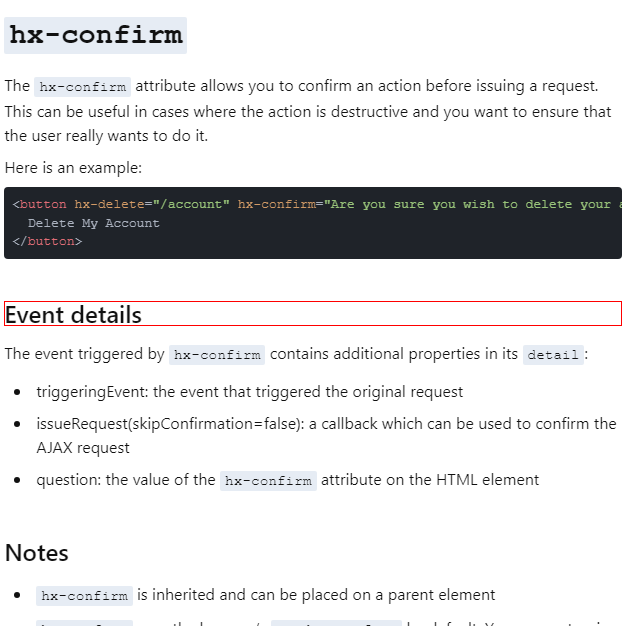 hx-confirm
The hx-confirm attribute allows you to confirm an action before issuing a request.
This can be useful in cases where the action is destructive and you want to ensure that
the user really wants to do it.
Here is an example:
<button hx-delete="/account" hx-confirm="Are you sure you wish to delete your a
  Delete My Account
</button>
Event details
The event triggered by hx-confirm contains additional properties in its detail:
• triggeringEvent: the event that triggered the original request
• issueRequest(skipConfirmation=false): a callback which can be used to confirm the
AJAX request
• question: the value of the hx-confirm attribute on the HTML element
Notes
• hx-confirm is inherited and can be placed on a parent element